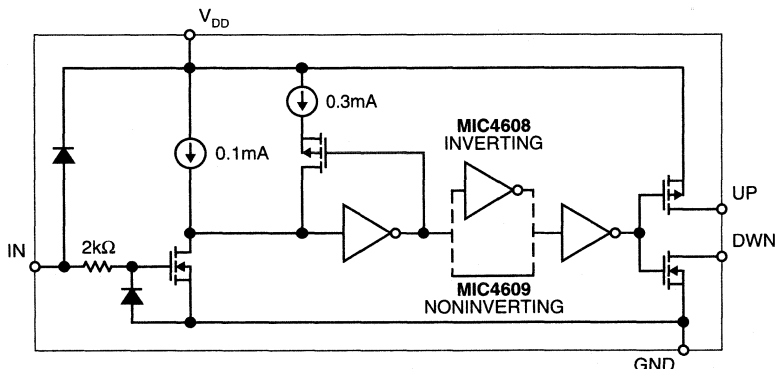 VDD
0.3mA
MIC4608
INVERTING
0.1mA
UP
IN
2kΩ
DWN
MIC4609
NONINVERTING
GND